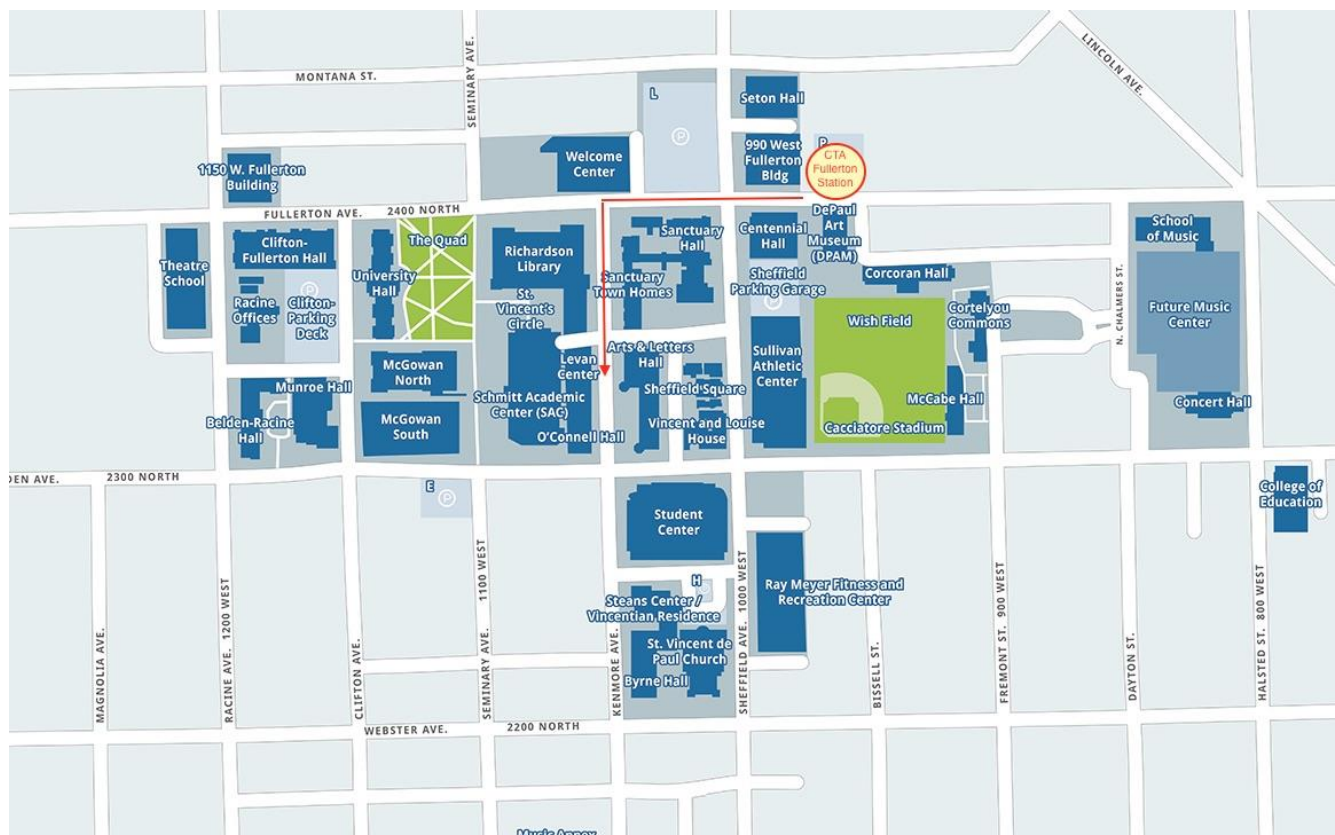 MONTANA ST.
SEMINARY AVE.
LINCOLN AVE.
L
P
Seton Hall
990 West
Fullerton
Bldg
P
CTA
Fullerton
Station
Welcome
Center
1150 W. Fullerton
Building
FULLERTON AVE.
2400 NORTH
Theatre
School
Clifton-
Fullerton Hall
Racine
Offices
P
Clifton-
Parking
Deck
University
Hall
The Quad
Richardson
Library
St.
Vincent's
Circle
Sanctuary
Hall
Sanctuary
Town Homes
Centennial
Hall
DePaul
Art
Museum
(DPAM)
Sheffield
Parking Garage
P
Corcoran Hall
Wish Field
Cortelyou
Commons
N. CHALMERS ST.
School
of Music
Future Music
Center
Concert Hall
McGowan
North
McGowan
South
Munroe Hall
Belden-Racine
Hall
Levan
Center
Schmitt Academic
Center (SAC)
O'Connell Hall
Arts & Letters
Hall
Sheffield Square
Vincent and Louise
House
Sullivan
Athletic
Center
McCabe Hall
Cacciatore Stadium
DEN AVE.
2300 NORTH
E
P
College of
Education
Student
Center
H
Steans Center /
Vincentian Residence
St. Vincent de
Paul Church
Byrne Hall
Ray Meyer Fitness and
Recreation Center
MAGNOLIA AVE.
RACINE AVE. 1200 WEST
CLIFTON AVE.
SEMINARY AVE. 1100 WEST
KENMORE AVE.
SHEFFIELD AVE. 1000 WEST
BISSELL ST.
FREMONT ST. 900 WEST
DAYTON ST.
HALSTED ST. 800 WEST
WEBSTER AVE.
2200 NORTH
Music Annex